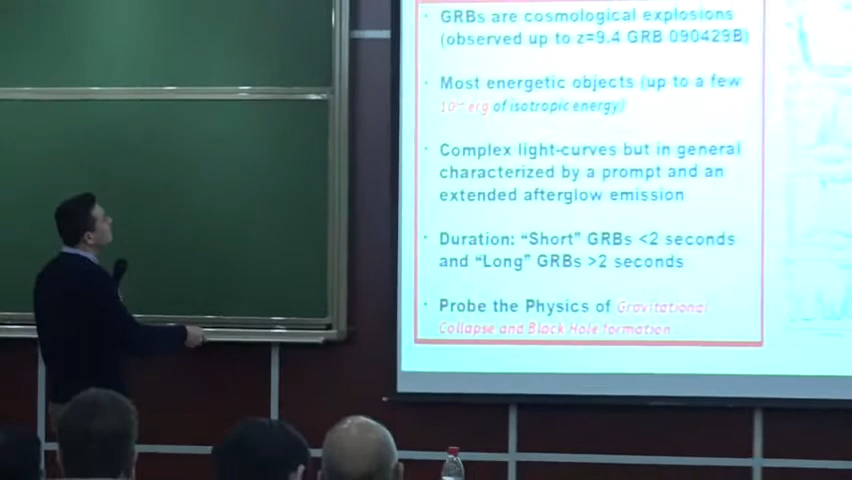 · GRBs are cosmological explosions
(observed up to z=9.4 GRB 090429B)
· Most energetic objects (up to a few
erg of isotropic energy)
· Complex light-curves but in general
characterized by a prompt and an
extended afterglow emission
· Duration: “Short” GRBs <2 seconds
and “Long” GRBs >2 seconds
· Probe the Physics of Gravitational
Collapse and Black Hole formation